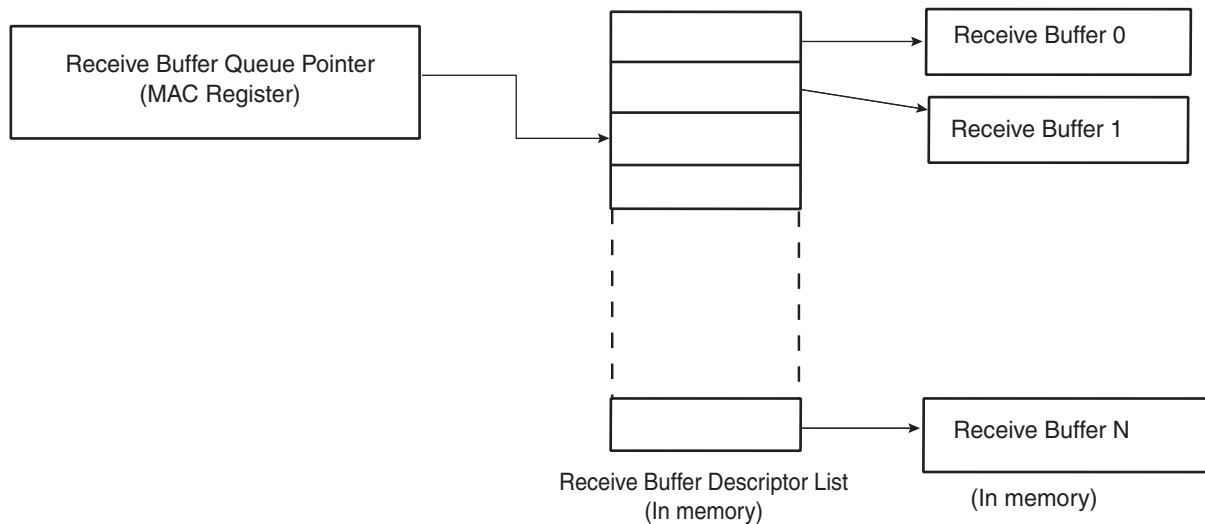 Receive Buffer Queue Pointer
(MAC Register)
Receive Buffer 0
Receive Buffer 1
Receive Buffer N
Receive Buffer Descriptor List
(In memory)
(In memory)